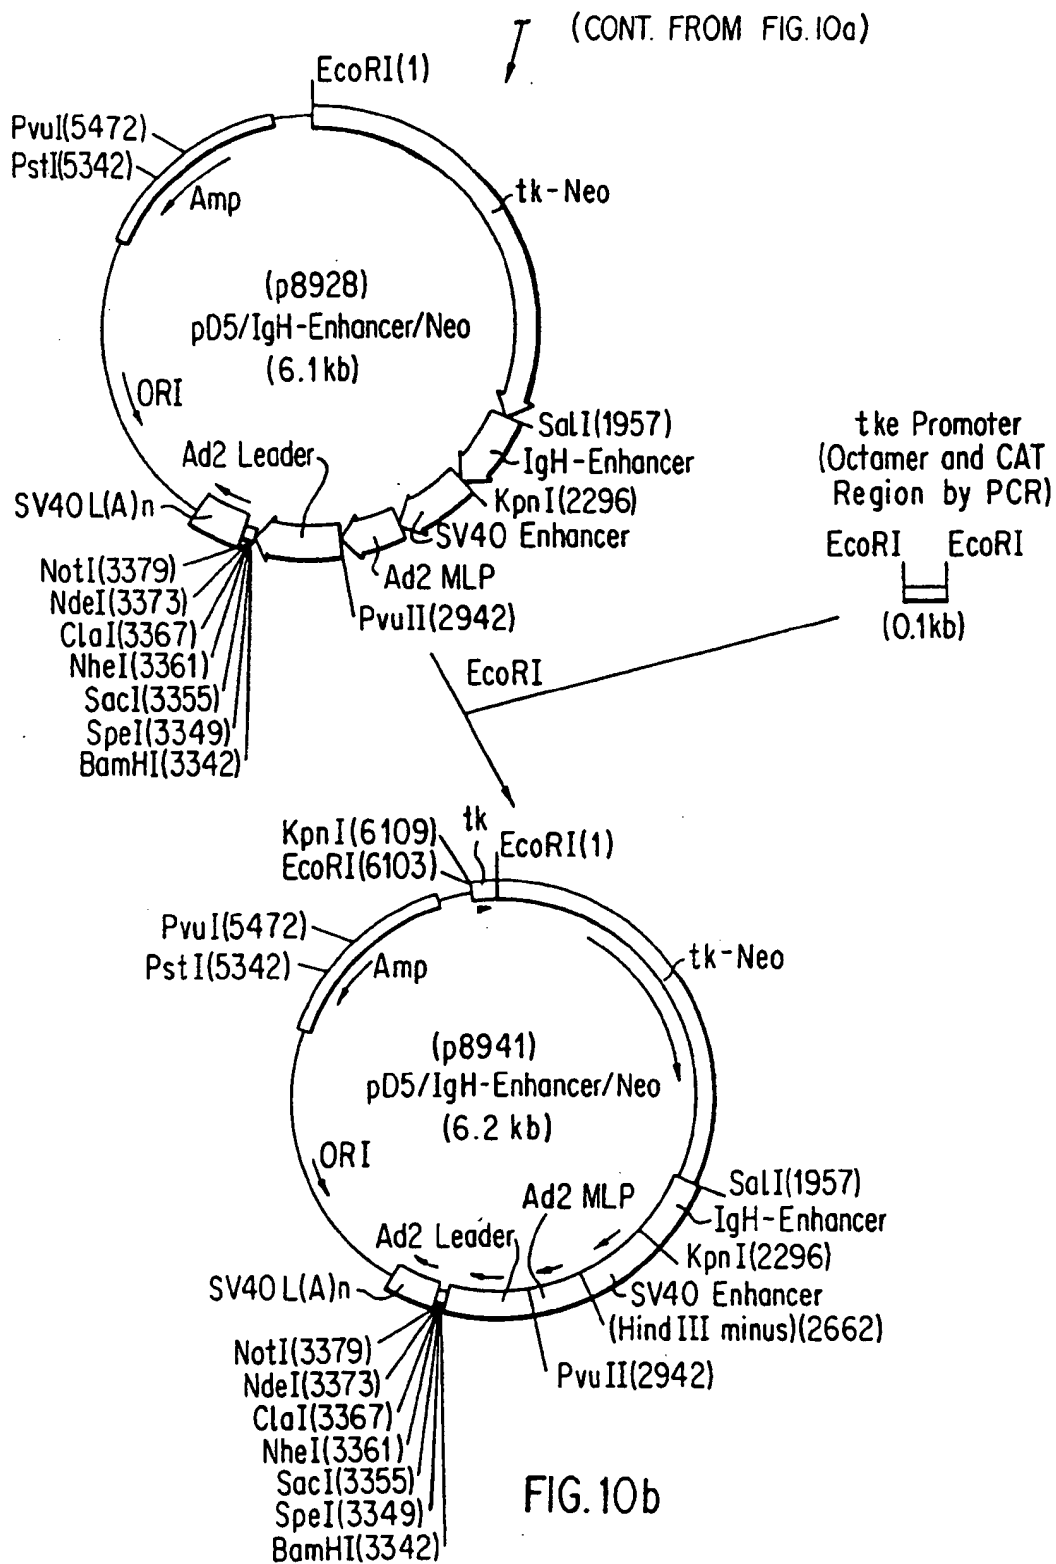 (CONT. FROM FIG. 10a)
EcoRI(1)
PvuI(5472)
PstI(5342)
Amp
tk-Neo
(p8928)
pD5/IgH-Enhancer/Neo
(6.1kb)
ORI
SalI(1957)
IgH-Enhancer
KpnI(2296)
SV40 Enhancer
Ad2 Leader
SV40 L(A)n
Ad2 MLP
PvuII(2942)
NotI(3379)
NdeI(3373)
ClaI(3367)
NheI(3361)
SacI(3355)
SpeI(3349)
BamHI(3342)
tke Promoter
(Octamer and CAT
Region by PCR)
EcoRI EcoRI
(0.1kb)
EcoRI
KpnI(6109)
tk
EcoRI(1)
EcoRI(6103)
PvuI(5472)
PstI(5342)
Amp
tk-Neo
(p8941)
pD5/IgH-Enhancer/Neo
(6.2 kb)
ORI
SalI(1957)
IgH-Enhancer
KpnI(2296)
SV40 Enhancer
(Hind III minus)(2662)
Ad2 MLP
Ad2 Leader
SV40 L(A)n
PvuII(2942)
NotI(3379)
NdeI(3373)
ClaI(3367)
NheI(3361)
SacI(3355)
SpeI(3349)
BamHI(3342)
FIG. 10b